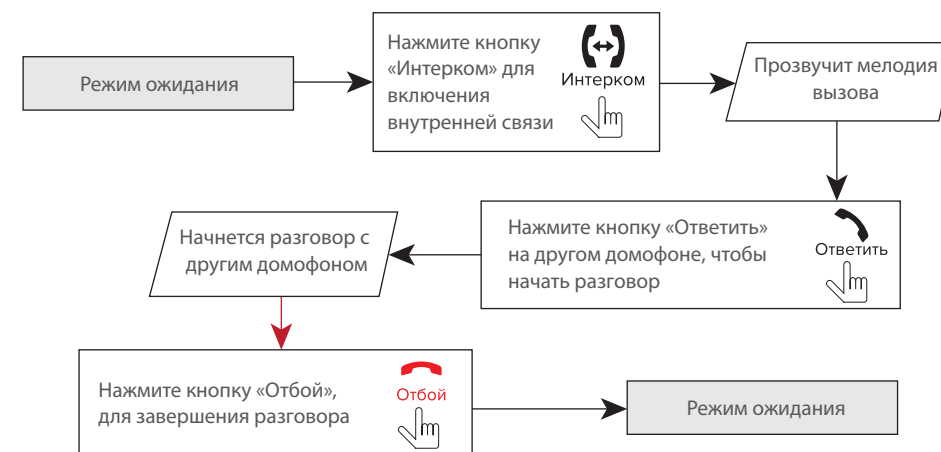 Режим ожидания
Нажмите кнопку
«Интерком» для
включения
внутренней связи
Интерком
Прозвучит мелодия
вызова
Нажмите кнопку «Ответить»
на другом домофоне, чтобы
начать разговор
Ответить
Начнется разговор с
другим домофоном
Нажмите кнопку «Отбой»,
для завершения разговора
Отбой
Режим ожидания